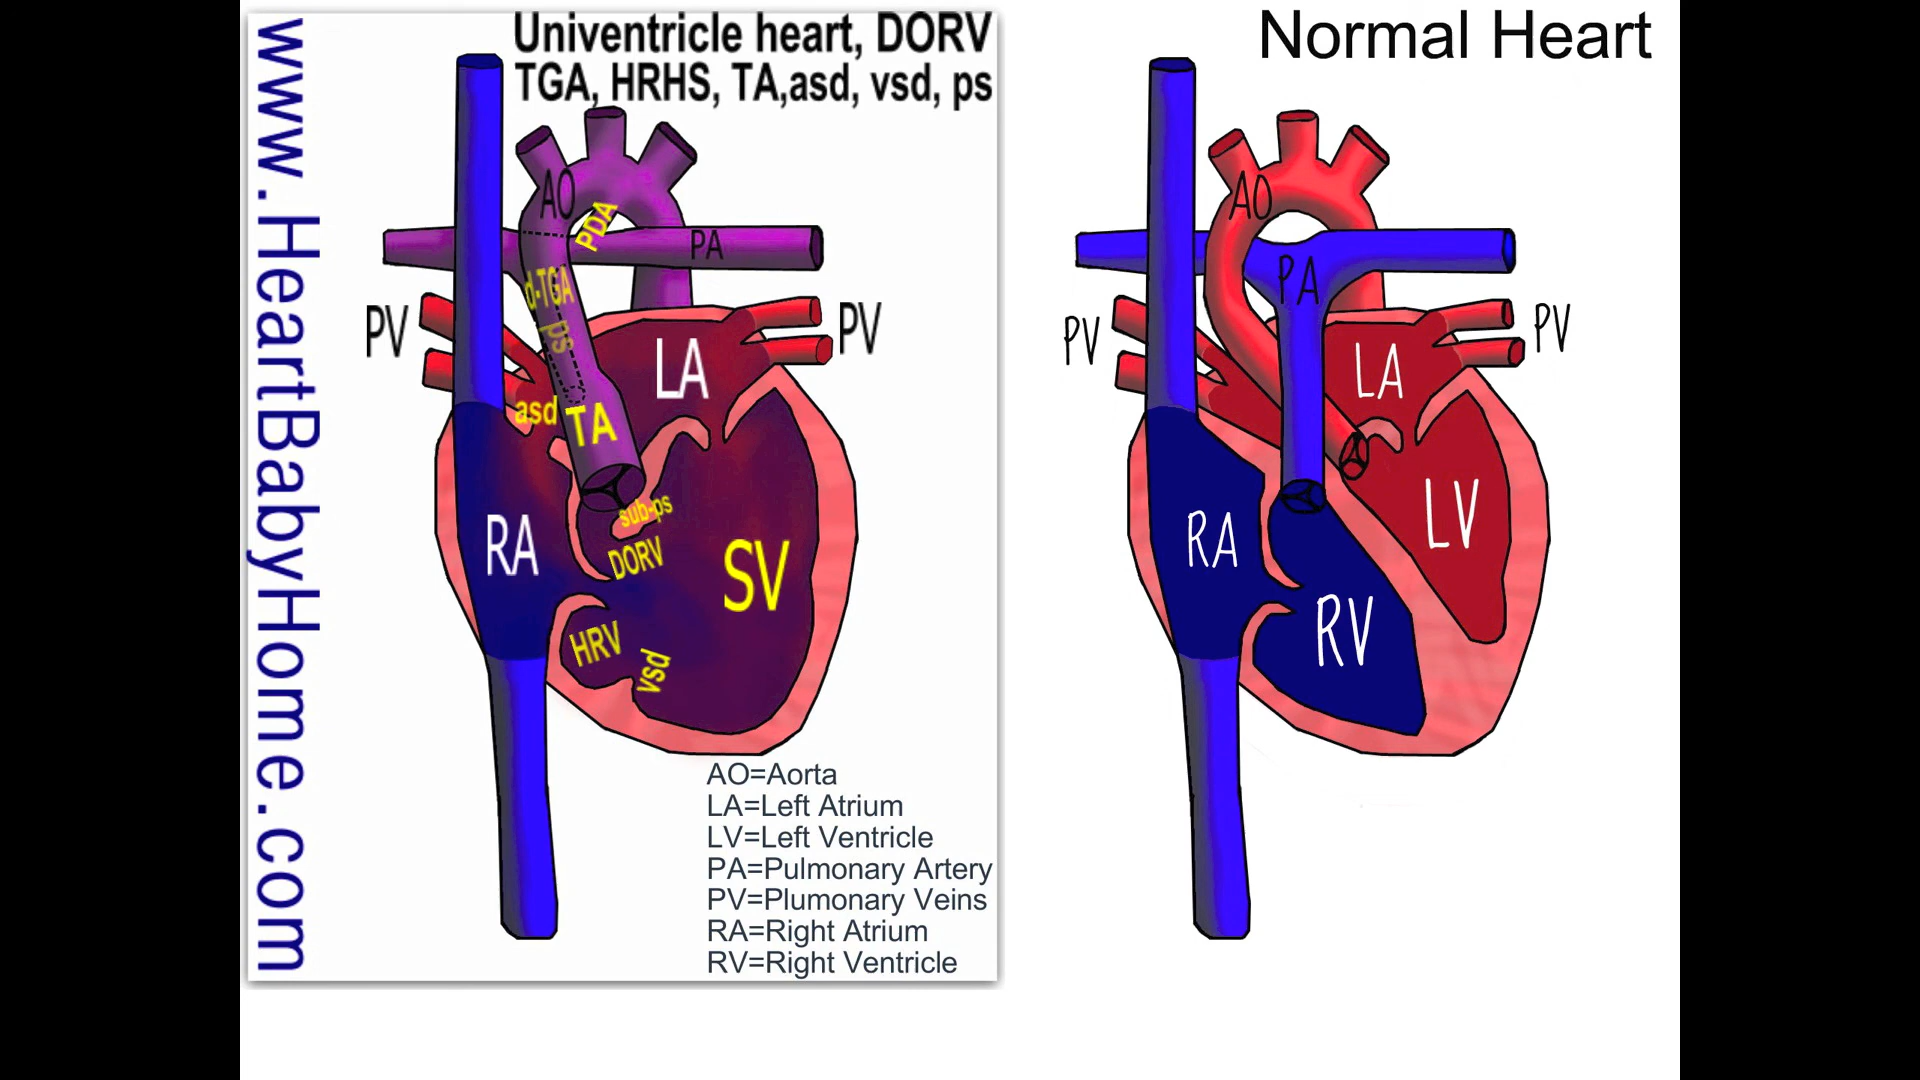 www.HeartBabyHome.com
Univentricle heart, DORV
TGA, HRHS, TA,asd, vsd, ps
AO
PDA
PA
d-TGA
ps
PV
PV
LA
asd
TA
sub-ps
RA
DORV
SV
HRV
vsd
AO=Aorta
LA=Left Atrium
LV=Left Ventricle
PA=Pulmonary Artery
PV=Plumonary Veins
RA=Right Atrium
RV=Right Ventricle
Normal Heart
AO
PA
PV
PV
LA
LV
RA
RV